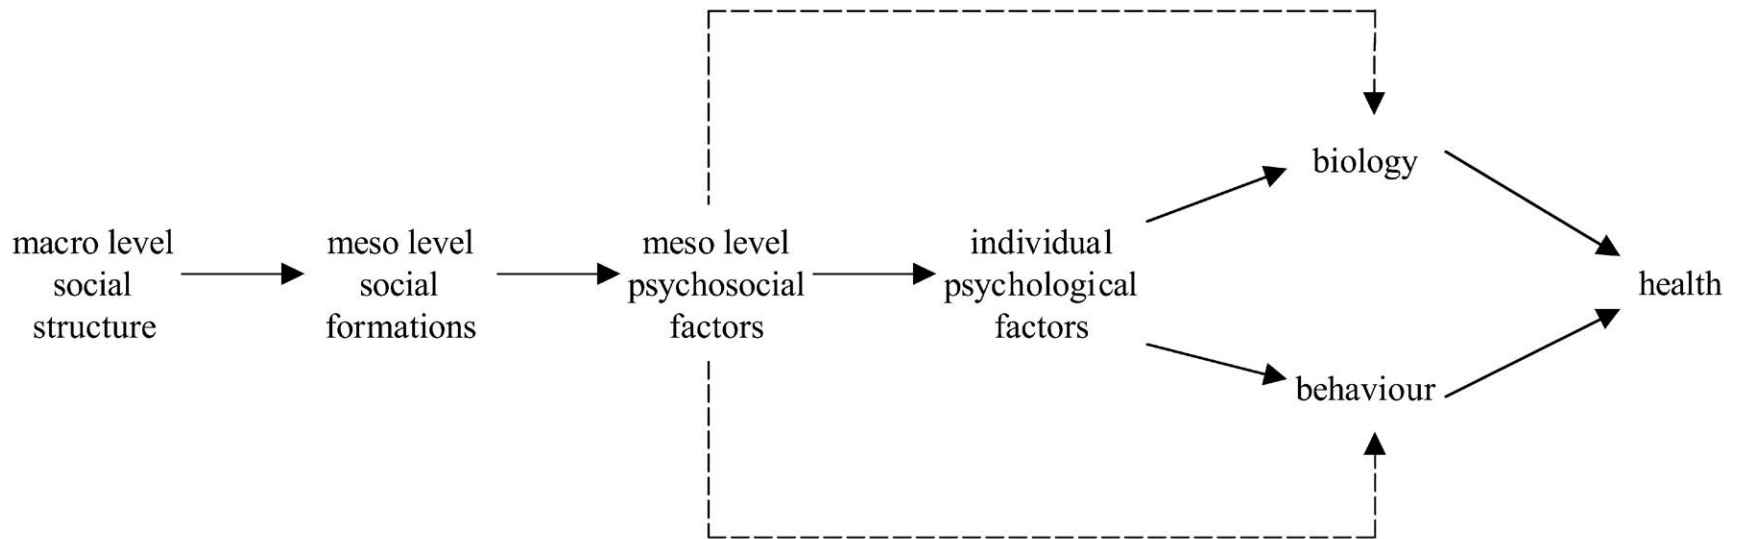 macro level
social
structure
meso level
social
formations
meso level
psychosocial
factors
individual
psychological
factors
biology
behaviour
health